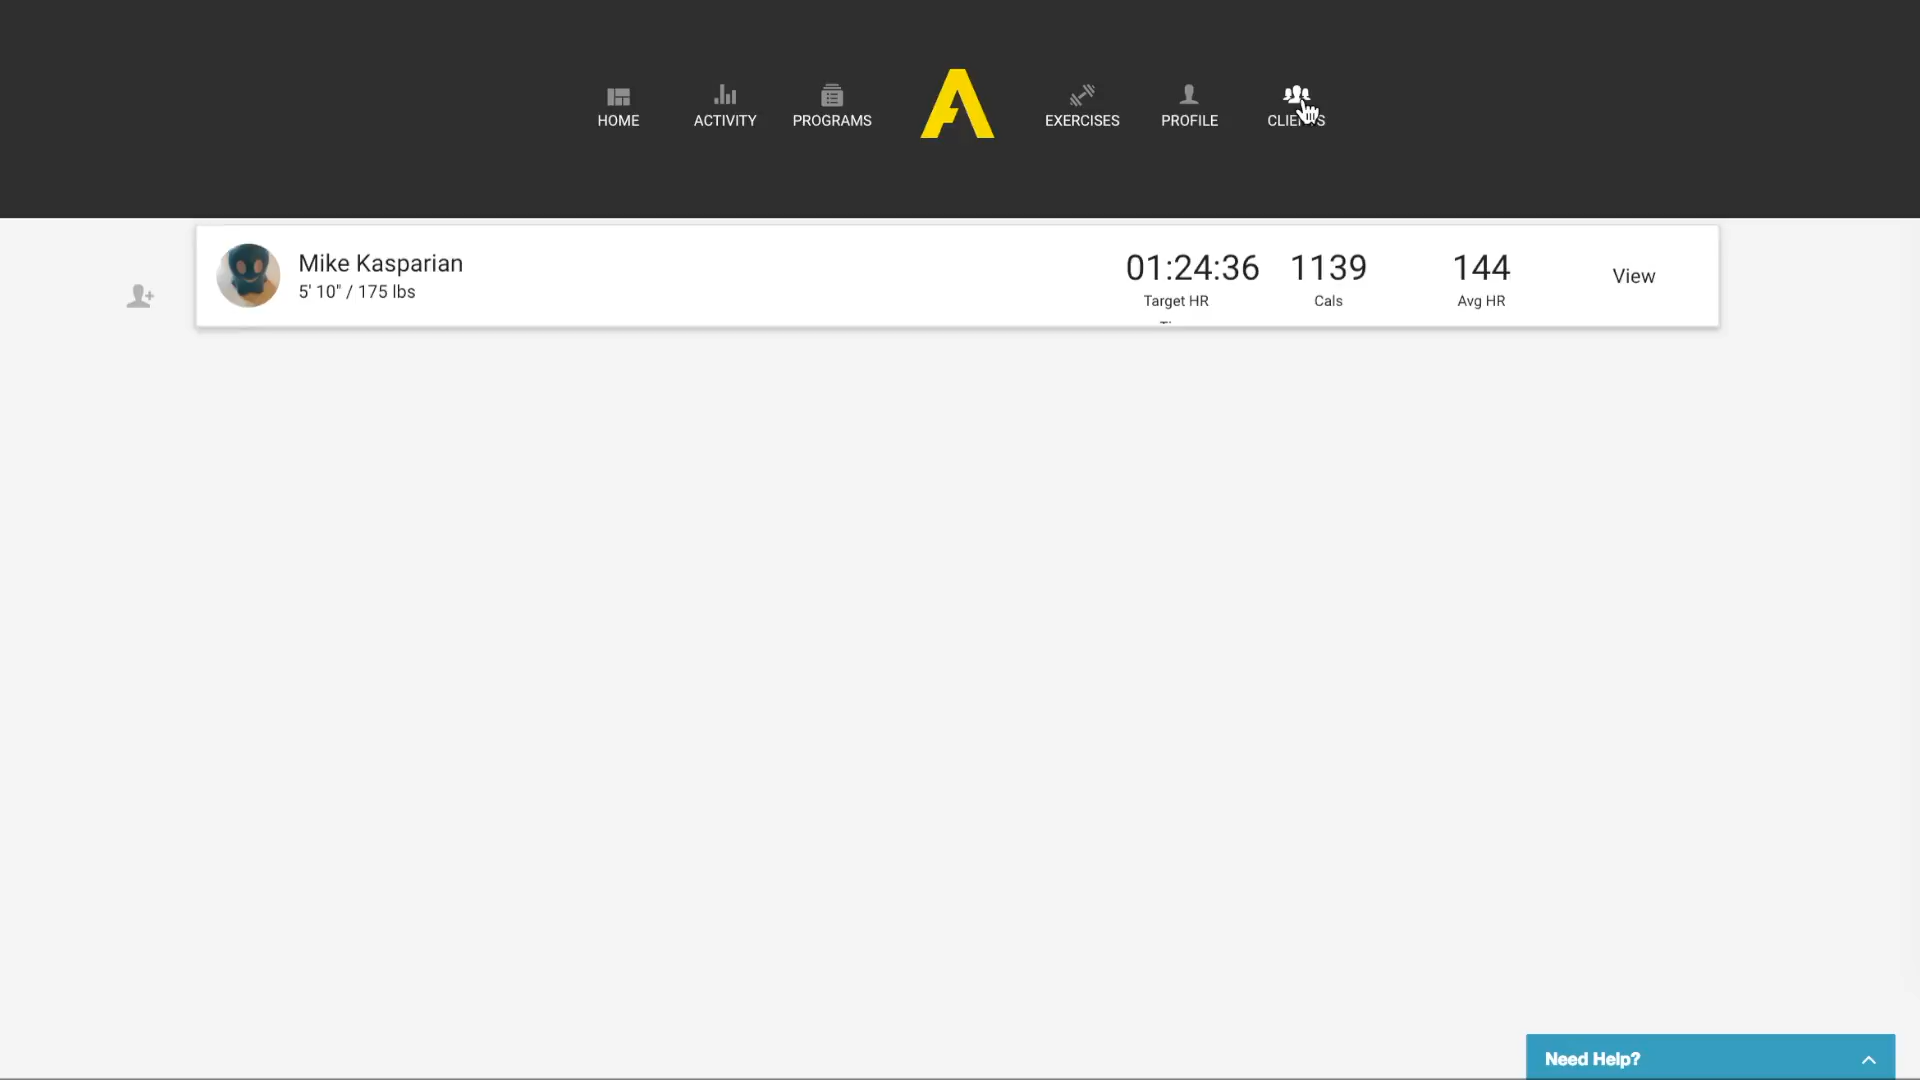 HOME
ACTIVITY
PROGRAMS
EXERCISES
PROFILE
Mike Kasparian
5' 10" / 175 lbs
01:24:36
Target HR
1139
Cals
144
Avg HR
View
Need Help?